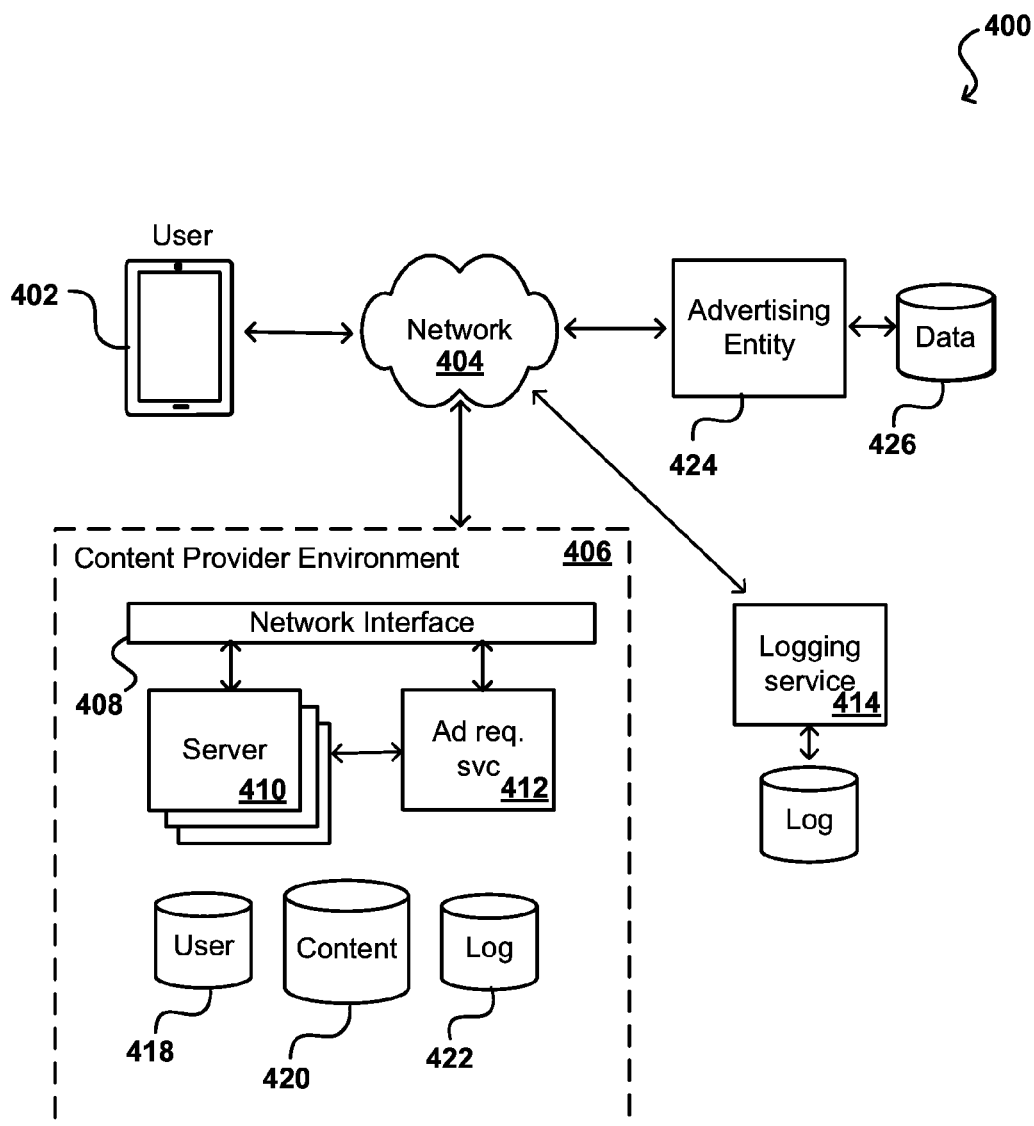 400
User
402
Network
404
Advertising
Entity
424
Data
426
Content Provider Environment
406
Network Interface
408
Server
410
Ad req.
svc
412
Logging
service
414
Log
User
418
Content
420
Log
422